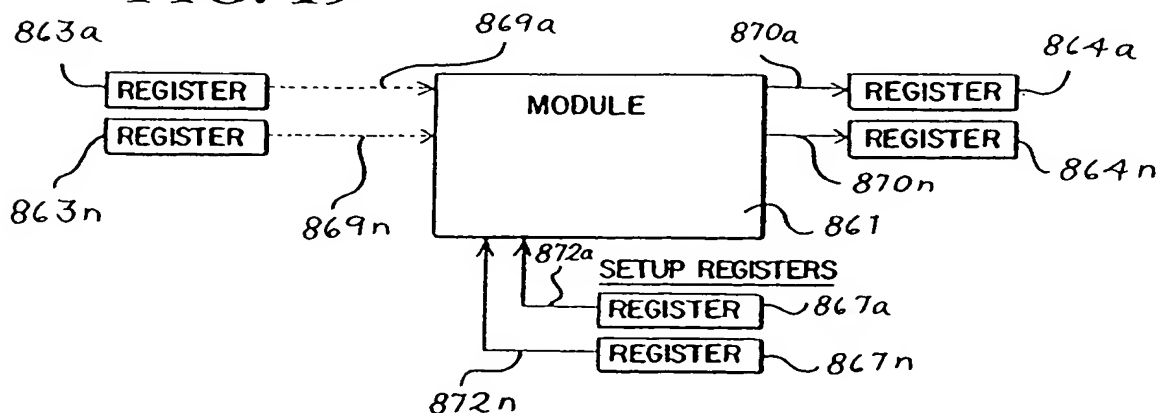 863a
869a
870a
864a
REGISTER
MODULE
REGISTER
REGISTER
REGISTER
863n
869n
870n
864n
861
872a
SETUP REGISTERS
REGISTER
867a
REGISTER
867n
872n